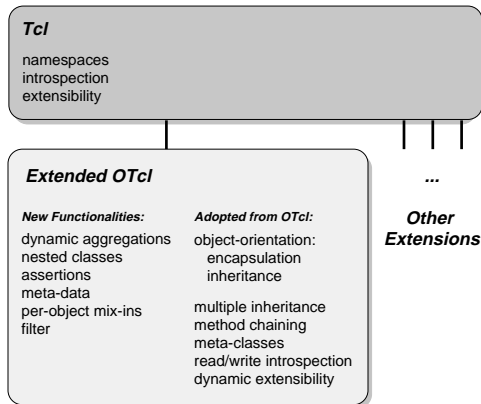 Tcl
namespaces
introspection
extensibility
Extended OTcl
New Functionalities:
dynamic aggregations
nested classes
assertions
meta-data
per-object mix-ins
filter
Adopted from OTcl:
object-orientation:
encapsulation
inheritance
multiple inheritance
method chaining
meta-classes
read/write introspection
dynamic extensibility
...
Other
Extensions